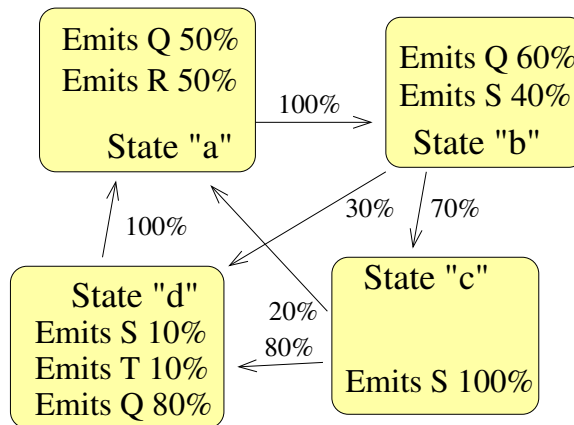 Emits Q 50%
Emits R 50%
State "a"
100%
Emits Q 60%
Emits S 40%
State "b"
30%
70%
100%
State "d"
Emits S 10%
Emits T 10%
Emits Q 80%
20%
80%
State "c"
Emits S 100%